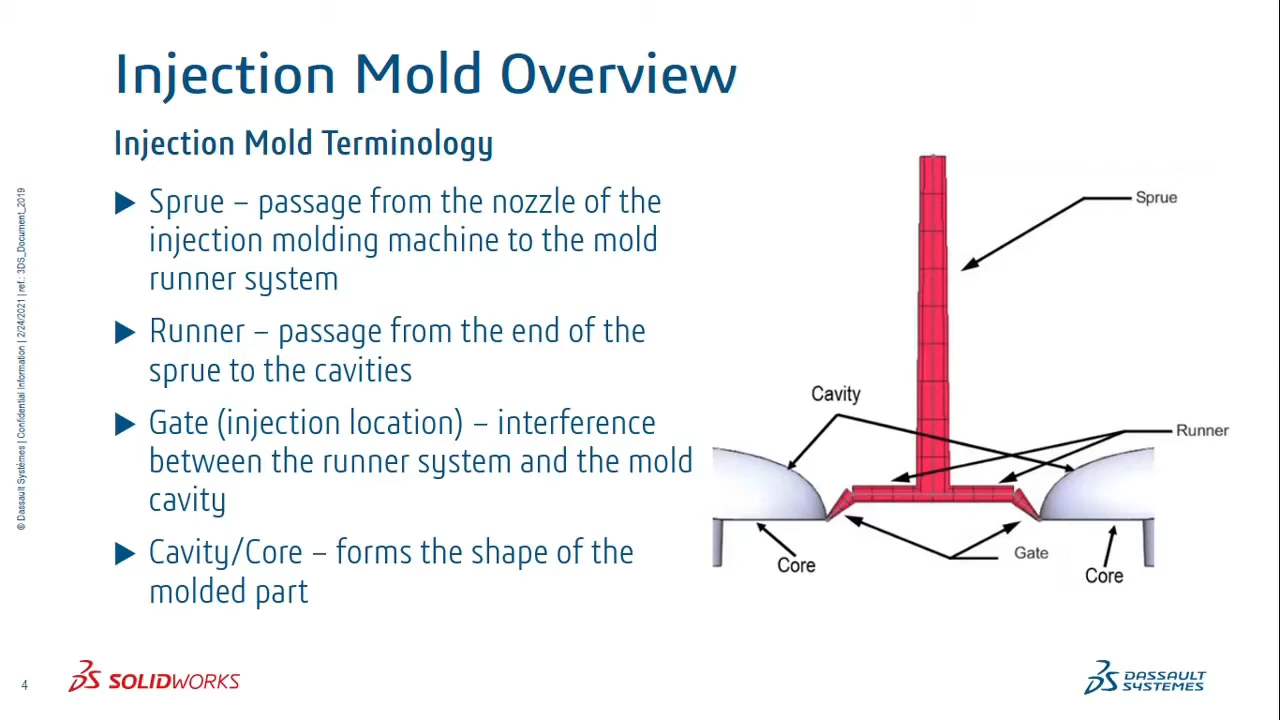 Injection Mold Overview
Injection Mold Terminology
Sprue – passage from the nozzle of the
injection molding machine to the mold
runner system
Runner – passage from the end of the
sprue to the cavities
Gate (injection location) – interference
between the runner system and the mold
cavity
Cavity/Core – forms the shape of the
molded part
Sprue
Cavity
Runner
Gate
Core
Core
© Dassault Systèmes | Confidential Information | 2/24/2021 | ref.: 3DS_Document_2019
4
SOLIDWORKS
DASSAULT
SYSTEMES